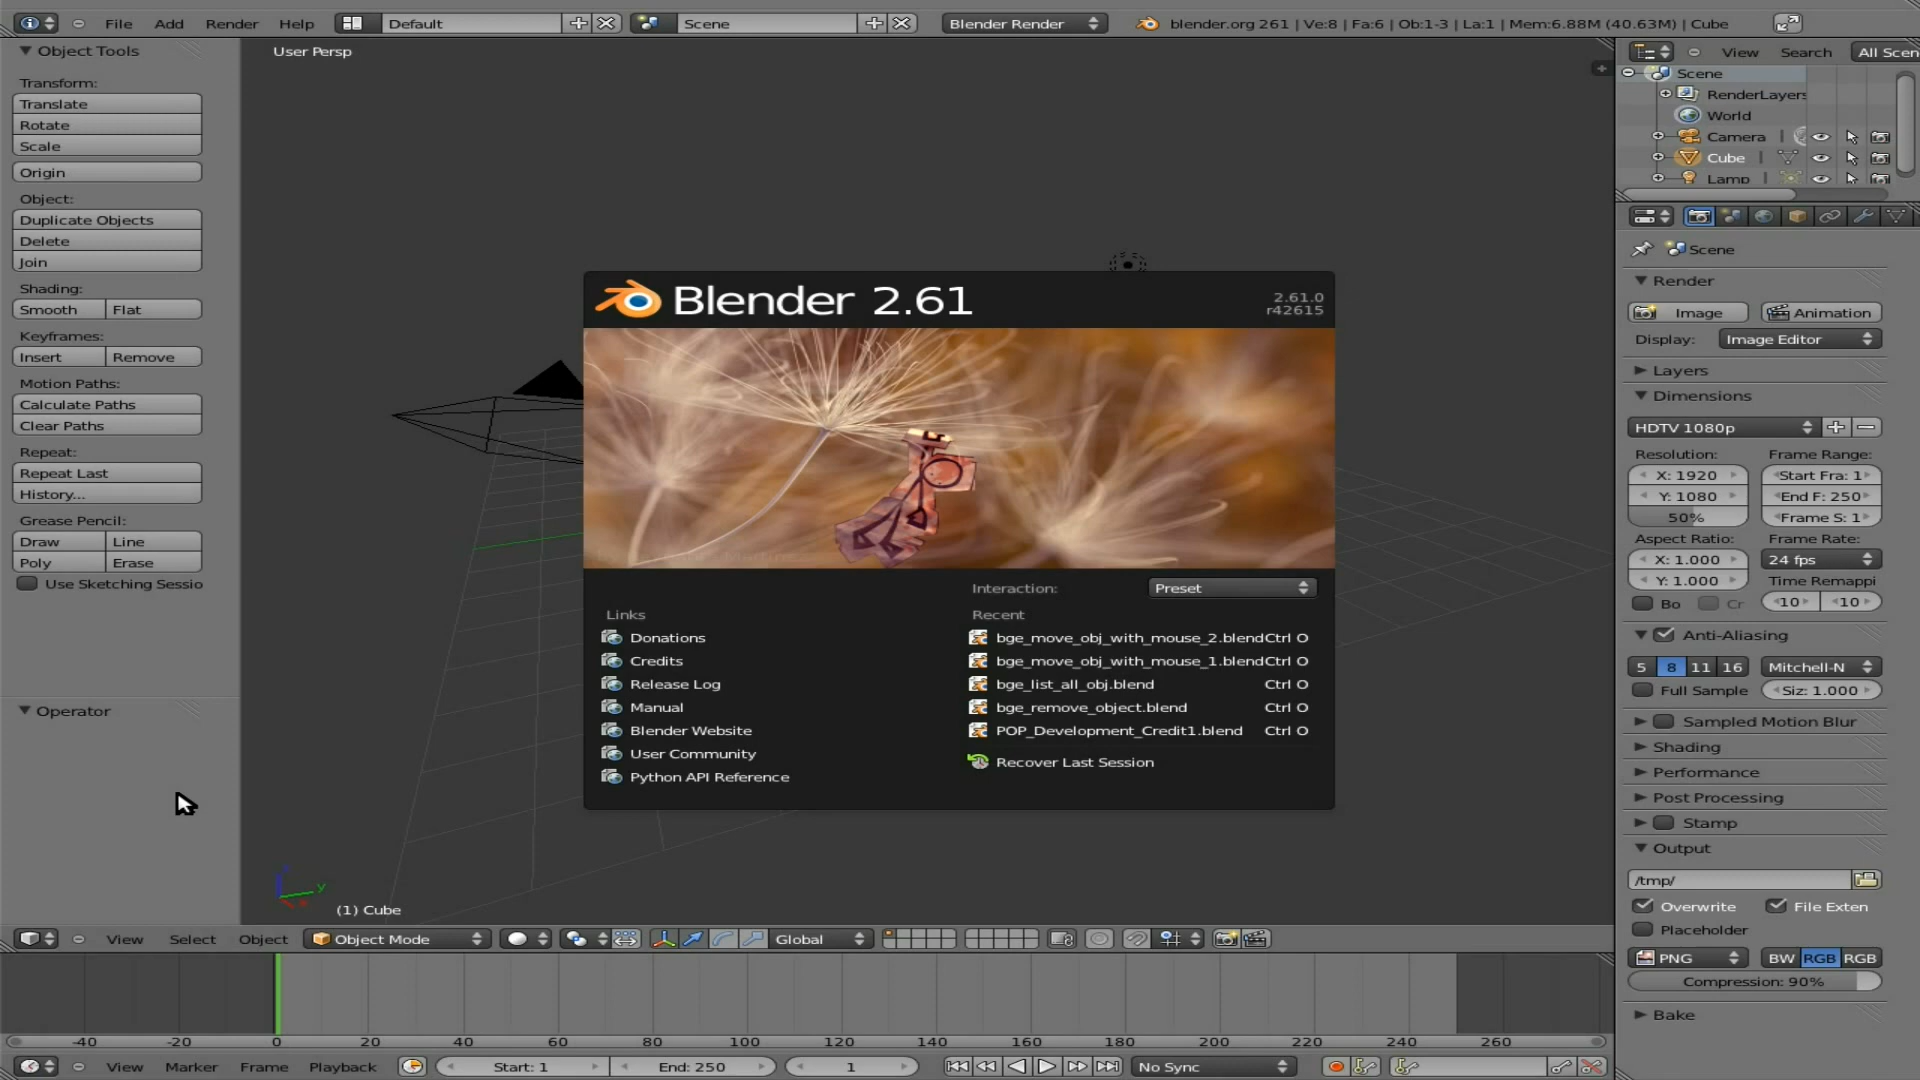 File Add Render Help Default Scene Blender Render blender.org 261 | Ve:8 | Fa:6 | Ob:1-3 | La:1 | Mem:6.88M (40.63M) | Cube
Object Tools
Transform:
Translate
Rotate
Scale
Origin
Object:
Duplicate Objects
Delete
Join
Shading:
Smooth Flat
Keyframes:
Insert Remove
Motion Paths:
Calculate Paths
Clear Paths
Repeat:
Repeat Last
History...
Grease Pencil:
Draw Line
Poly Erase
Use Sketching Sessio
Operator
User Persp
Blender 2.61
2.61.0
r42615
Interaction: Preset
Links
Donations
Credits
Release Log
Manual
Blender Website
User Community
Python API Reference
Recent
bge_move_obj_with_mouse_2.blend Ctrl O
bge_move_obj_with_mouse_1.blend Ctrl O
bge_list_all_obj.blend Ctrl O
bge_remove_object.blend Ctrl O
POP_Development_Credit1.blend Ctrl O
Recover Last Session
y
(1) Cube
View Select Object Object Mode Global
-40 -20 0 20 40 60 80 100 120 140 160 180 200 220 240 260
View Marker Frame Playback Start: 1 End: 250 1 No Sync
View Search All Scen
Scene
RenderLayers
World
Camera
Cube
Lamp
Scene
Render
Image Animation
Display: Image Editor
Layers
Dimensions
HDTV 1080p
Resolution: Frame Range:
X: 1920 Start Fra: 1
Y: 1080 End F: 250
50% Frame S: 1
Aspect Ratio: Frame Rate:
X: 1.000 24 fps
Y: 1.000 Time Remappi
Bo Cr 10 10
Anti-Aliasing
5 8 11 16 Mitchell-N
Full Sample Siz: 1.000
Sampled Motion Blur
Shading
Performance
Post Processing
Stamp
Output
/tmp/
Overwrite File Exten
Placeholder
PNG BW RGB RGB
Compression: 90%
Bake